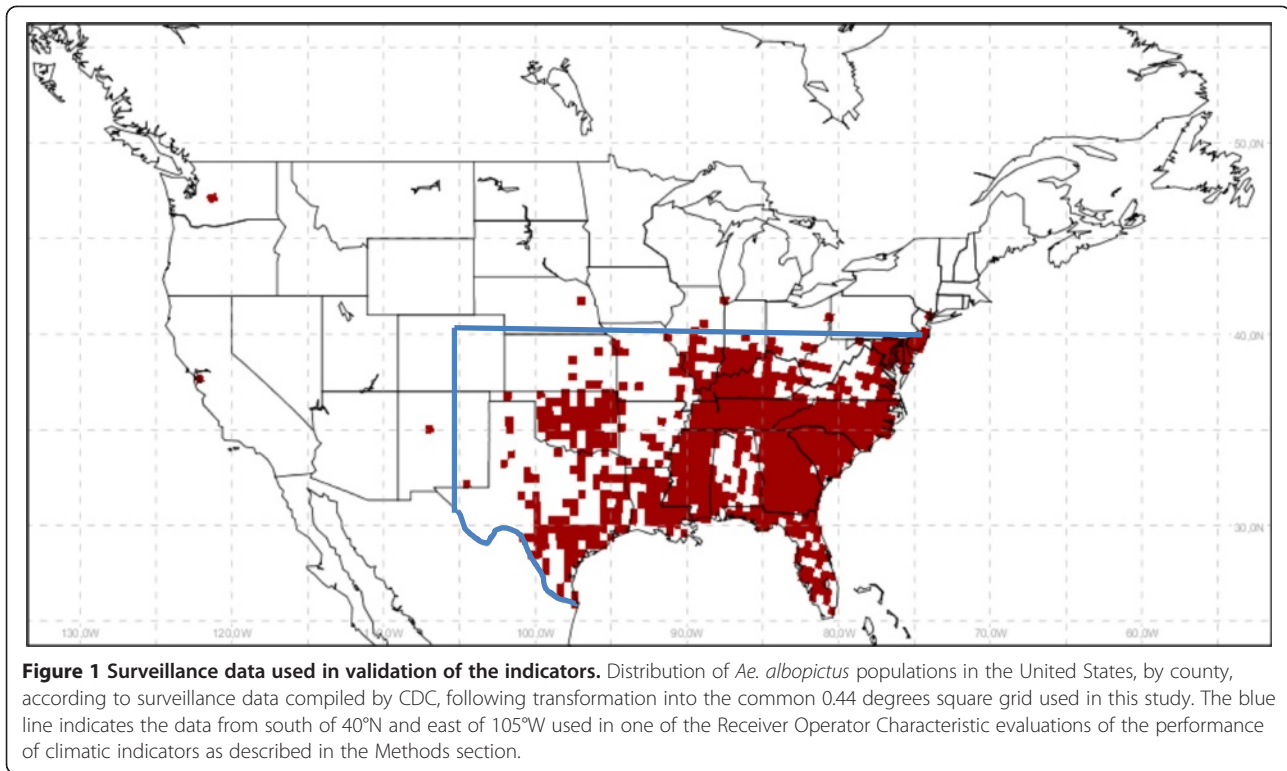 50,0N
40,0N
30,0N
130,0W
120,0W
100,0W
90,0W
80,0W
70,0W
60,0W
Figure 1 Surveillance data used in validation of the indicators. Distribution of Ae. albopictus populations in the United States, by county,
according to surveillance data compiled by CDC, following transformation into the common 0.44 degrees square grid used in this study. The blue
line indicates the data from south of 40°N and east of 105°W used in one of the Receiver Operator Characteristic evaluations of the performance
of climatic indicators as described in the Methods section.